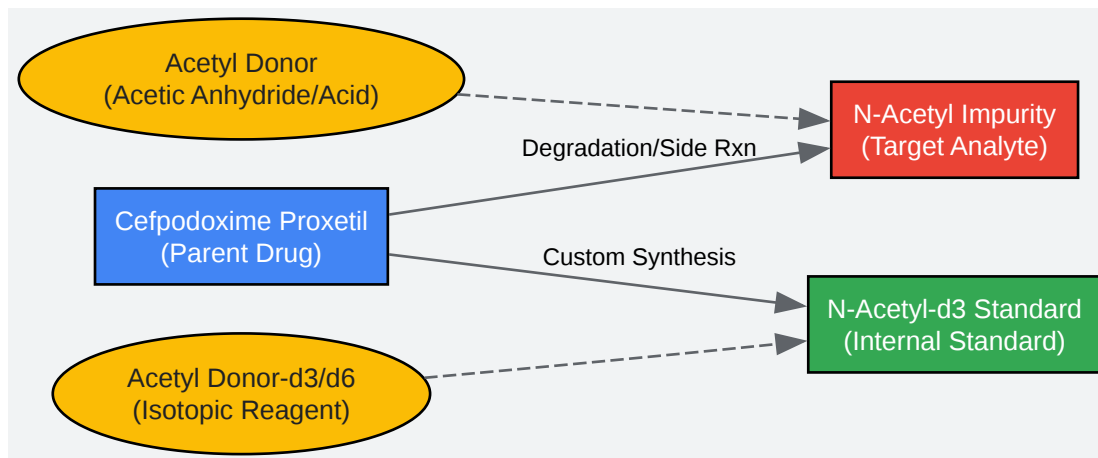 Acetyl Donor
(Acetic Anhydride/Acid)
N-Acetyl Impurity
(Target Analyte)
Degradation/Side Rxn
Cefpodoxime Proxetil
(Parent Drug)
Custom Synthesis
N-Acetyl-d3 Standard
(Internal Standard)
Acetyl Donor-d3/d6
(Isotopic Reagent)